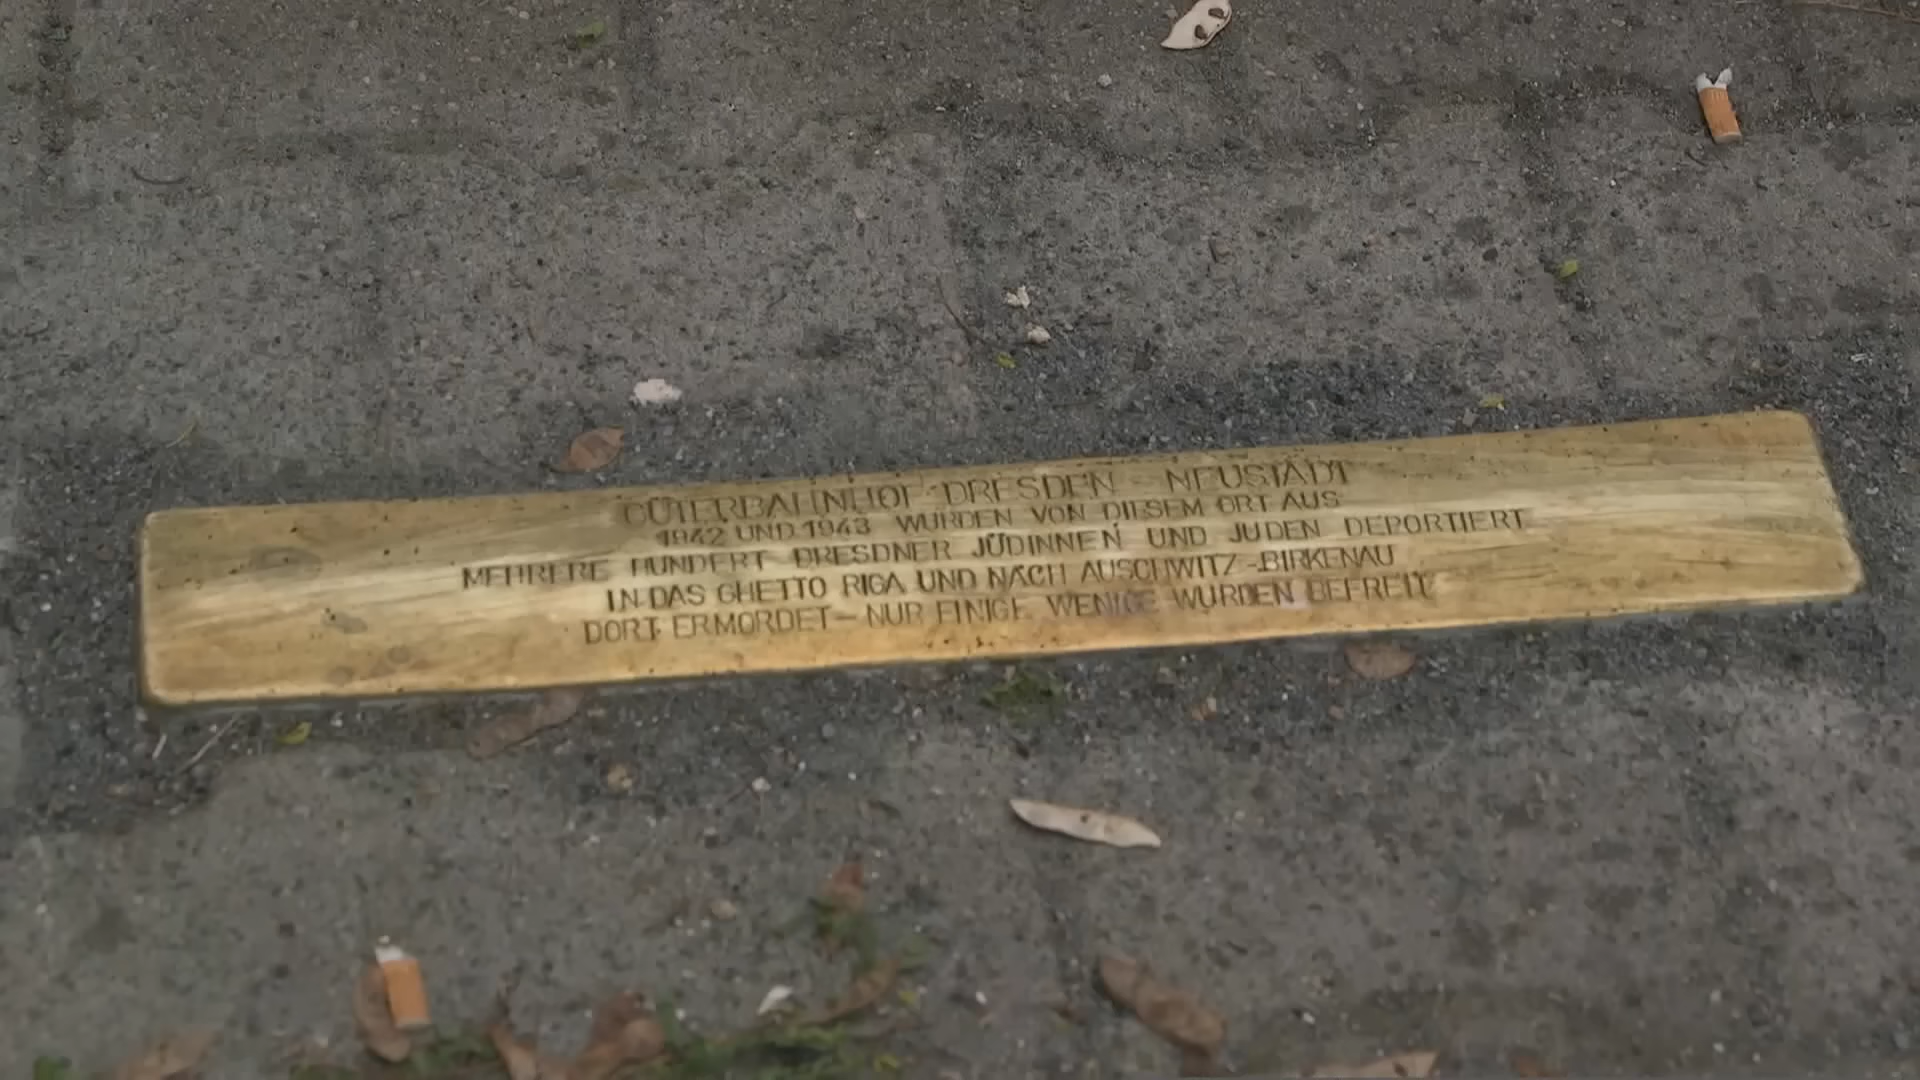 GÜTERBAHNHOF DRESDEN - NEUSTADT
1942 UND 1943 WURDEN VON DIESEM ORT AUS
MEHRERE HUNDERT DRESDNER JÜDINNEN UND JUDEN DEPORTIERT
IN DAS GHETTO RIGA UND NACH AUSCHWITZ-BIRKENAU
DORT ERMORDET - NUR EINIGE WENIGE WURDEN BEFREIT